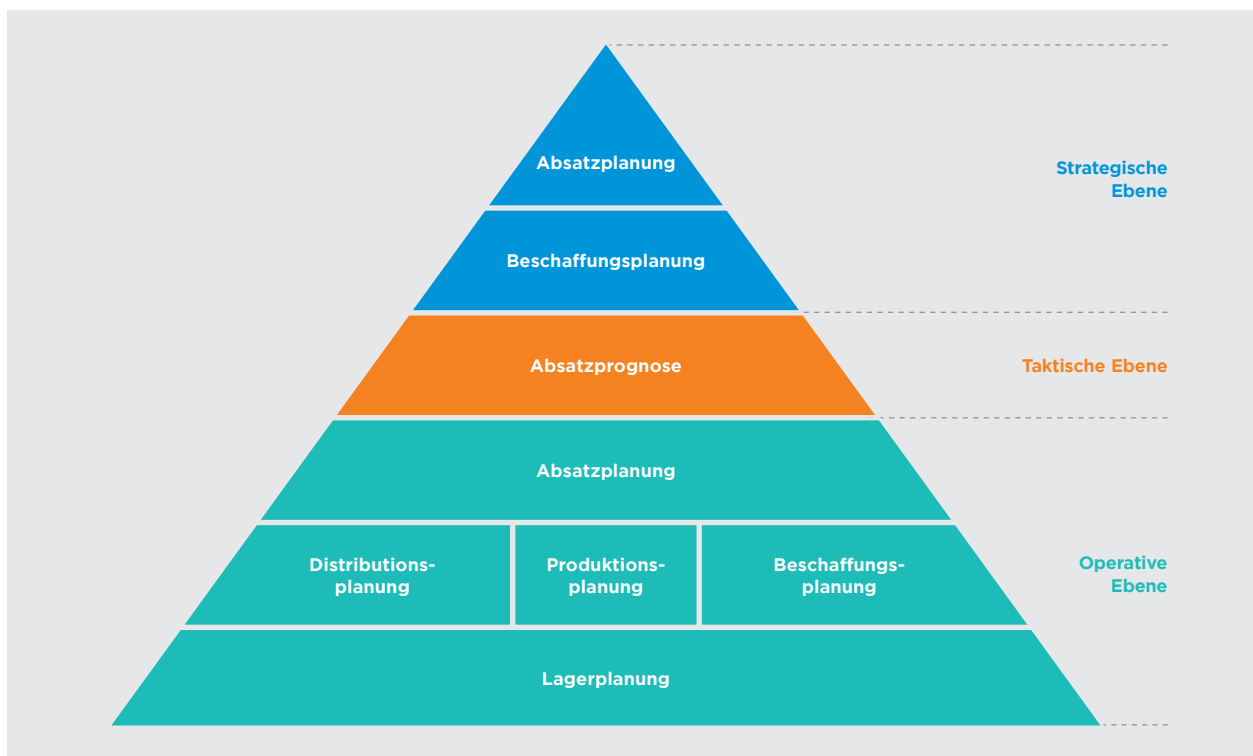 Absatzplanung
Strategische
Ebene
Beschaffungsplanung
Absatzprognose
Taktische Ebene
Absatzplanung
Distributions-
planung
Produktions-
planung
Beschaffungs-
planung
Operative
Ebene
Lagerplanung